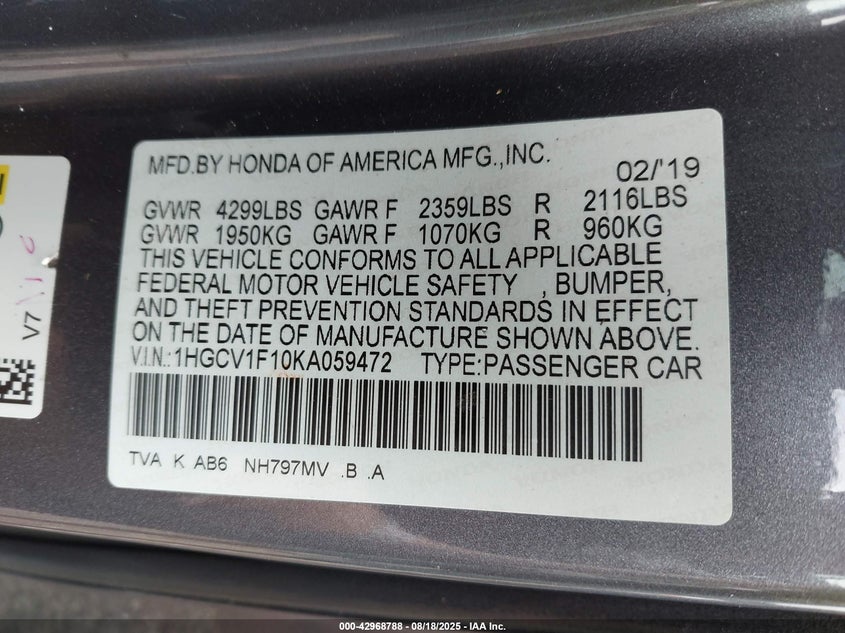 MFD.BY HONDA OF AMERICA MFG.,INC. 02/'19
GVWR 4299LBS GAWR F 2359LBS R 2116LBS
GVWR 1950KG GAWR F 1070KG R 960KG
THIS VEHICLE CONFORMS TO ALL APPLICABLE
FEDERAL MOTOR VEHICLE SAFETY , BUMPER,
AND THEFT PREVENTION STANDARDS IN EFFECT
ON THE DATE OF MANUFACTURE SHOWN ABOVE.
V.I.N.:1HGCV1F10KA059472 TYPE:PASSENGER CAR
TVA K AB6 NH797MV .B .A
V7
000-42968788 - 08/18/2025 - IAA Inc.